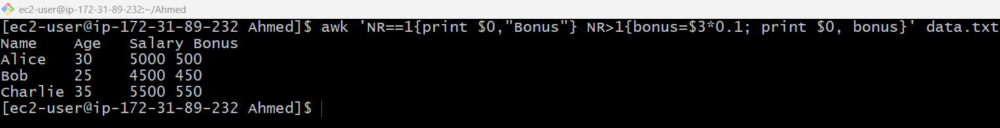 ec2-user@ip-172-31-89-232:~/Ahmed
[ec2-user@ip-172-31-89-232 Ahmed]$ awk 'NR==1{print $0,"Bonus"} NR>1{bonus=$3*0.1; print $0, bonus}' data.txt
Name    Age   Salary Bonus
Alice   30    5000 500
Bob     25    4500 450
Charlie 35    5500 550
[ec2-user@ip-172-31-89-232 Ahmed]$